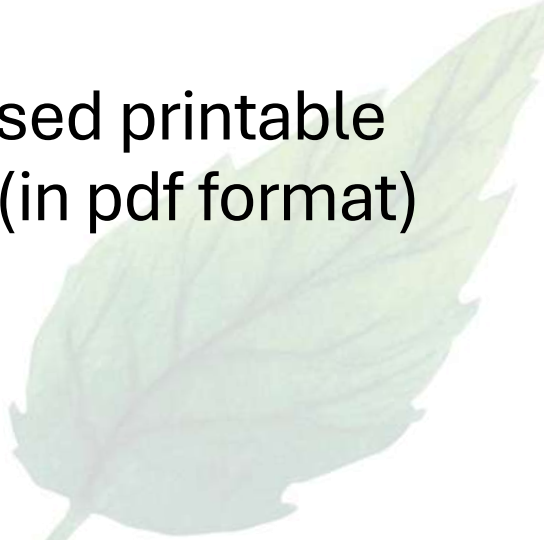 sed printable
(in pdf format)